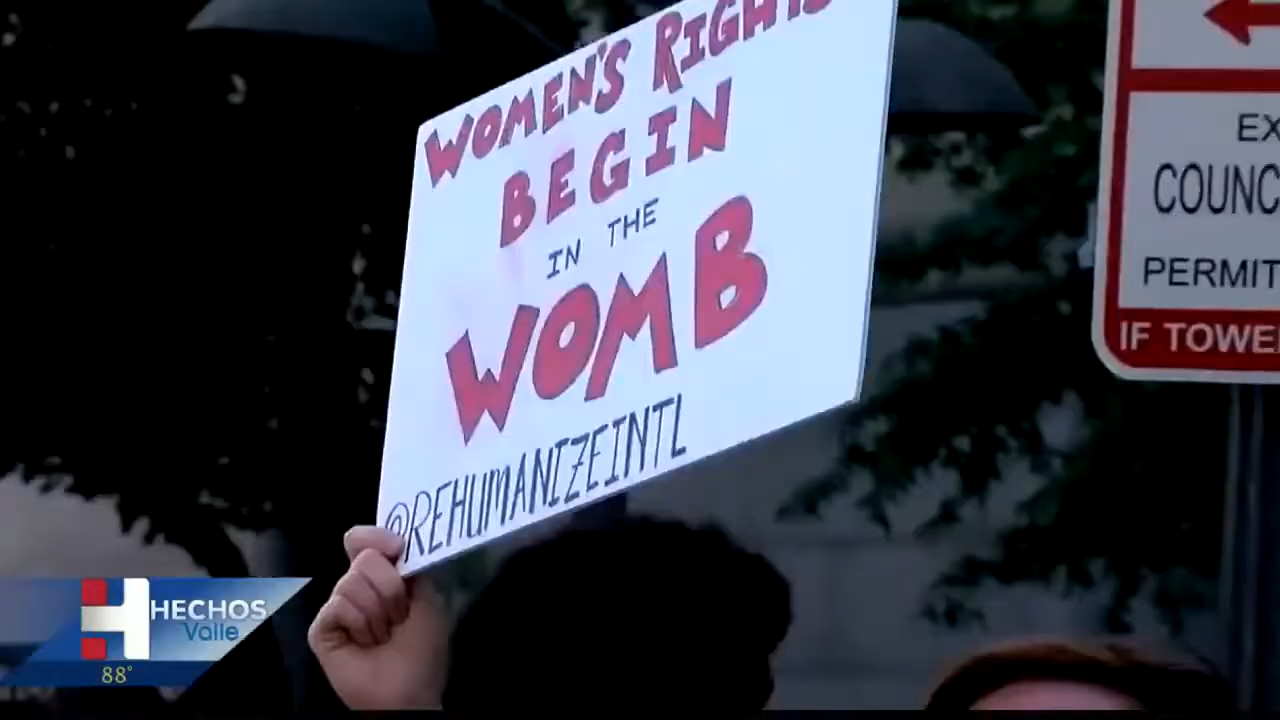 WOMEN'S RIGHTS
BEGIN
IN THE
WOMB
@REHUMANIZEINTL
EX
COUNC
PERMIT
IF TOWE
HECHOS
Valle
88°